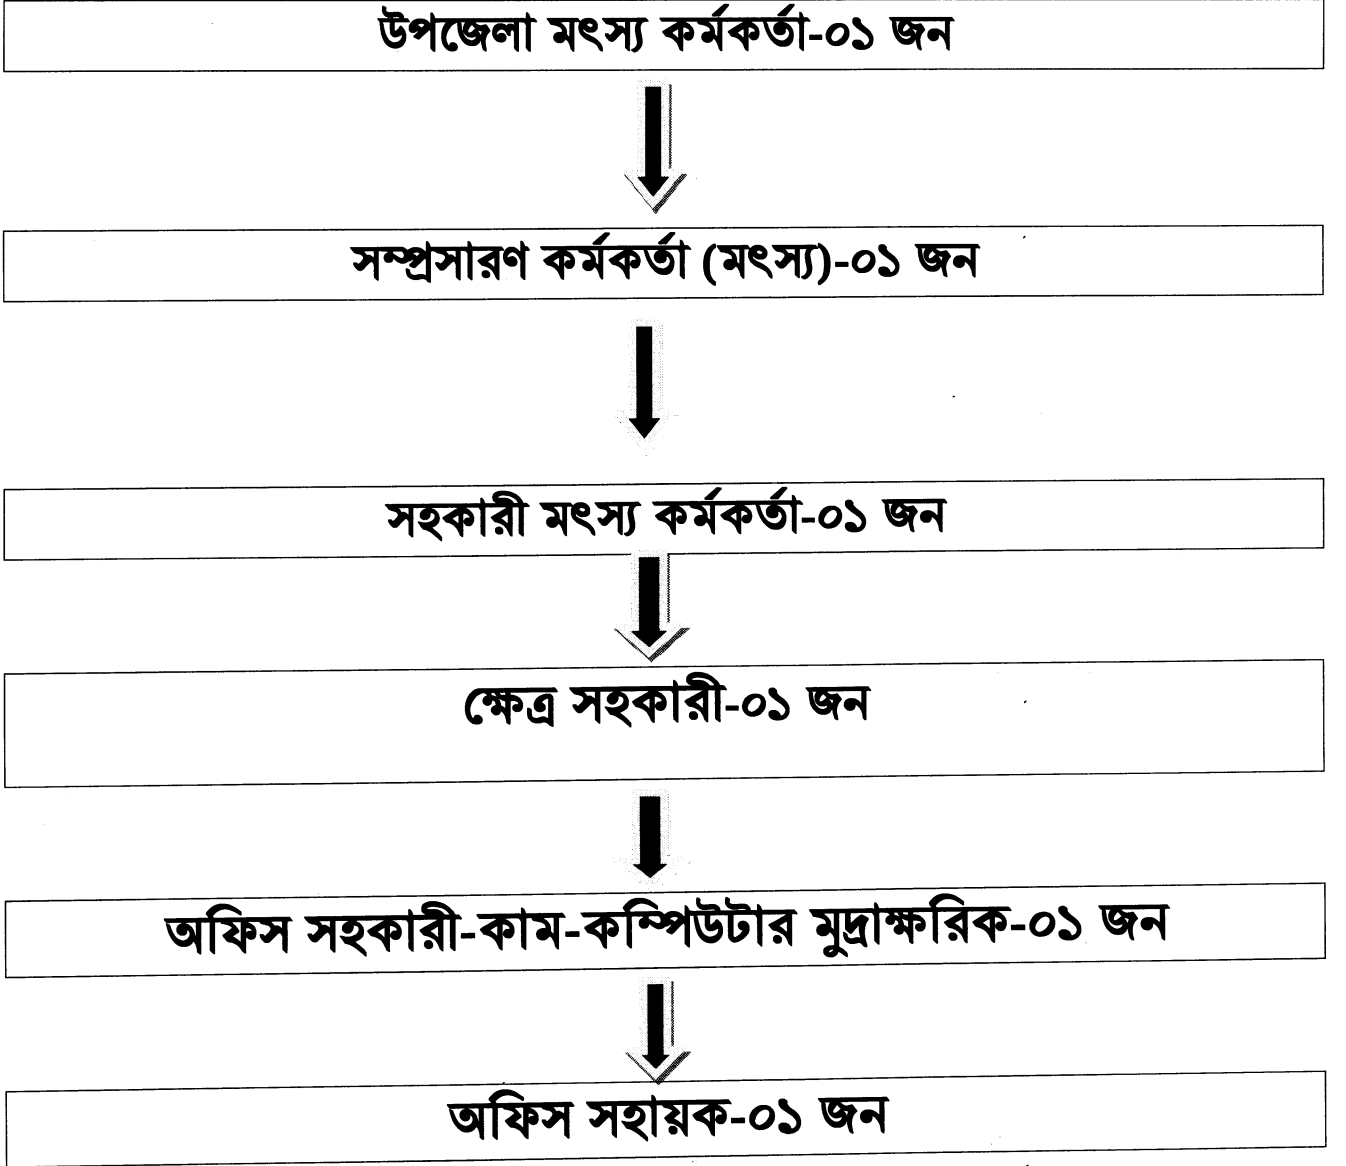 উপজেলা মৎস্য কর্মকর্তা-০১ জন
সম্প্রসারণ কর্মকর্তা (মৎস্য)-০১ জন
সহকারী মৎস্য কর্মকর্তা-০১ জন
ক্ষেত্র সহকারী-০১ জন
অফিস সহকারী-কাম-কম্পিউটার মুদ্রাক্ষরিক-০১ জন
অফিস সহায়ক-০১ জন